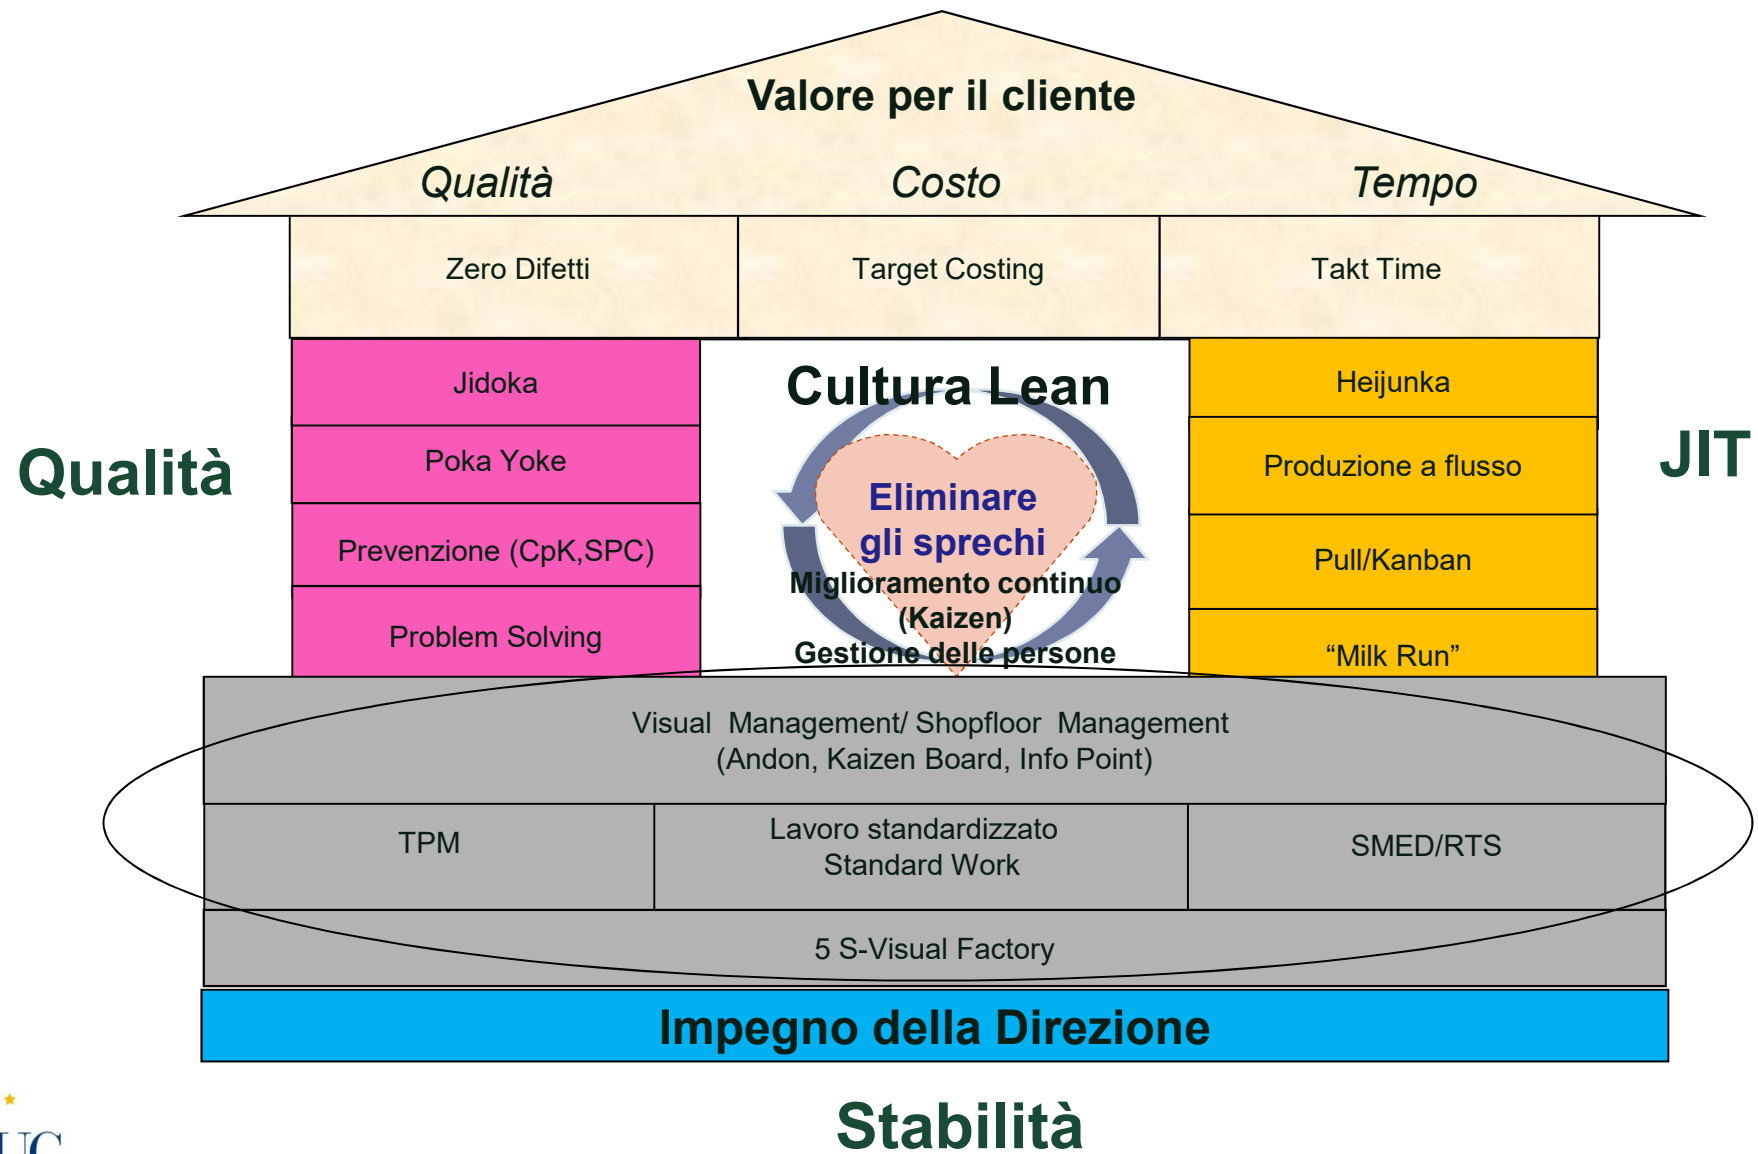 Valore per il cliente
Qualità Costo Tempo
Zero Difetti Target Costing Takt Time
Qualità
Jidoka
Poka Yoke
Prevenzione (CpK,SPC)
Problem Solving
Cultura Lean
Eliminare
gli sprechi
Miglioramento continuo
(Kaizen)
Gestione delle persone
Heijunka
Produzione a flusso
Pull/Kanban
“Milk Run”
JIT
Visual Management/ Shopfloor Management
(Andon, Kaizen Board, Info Point)
TPM
Lavoro standardizzato
Standard Work
SMED/RTS
5 S-Visual Factory
Impegno della Direzione
Stabilità